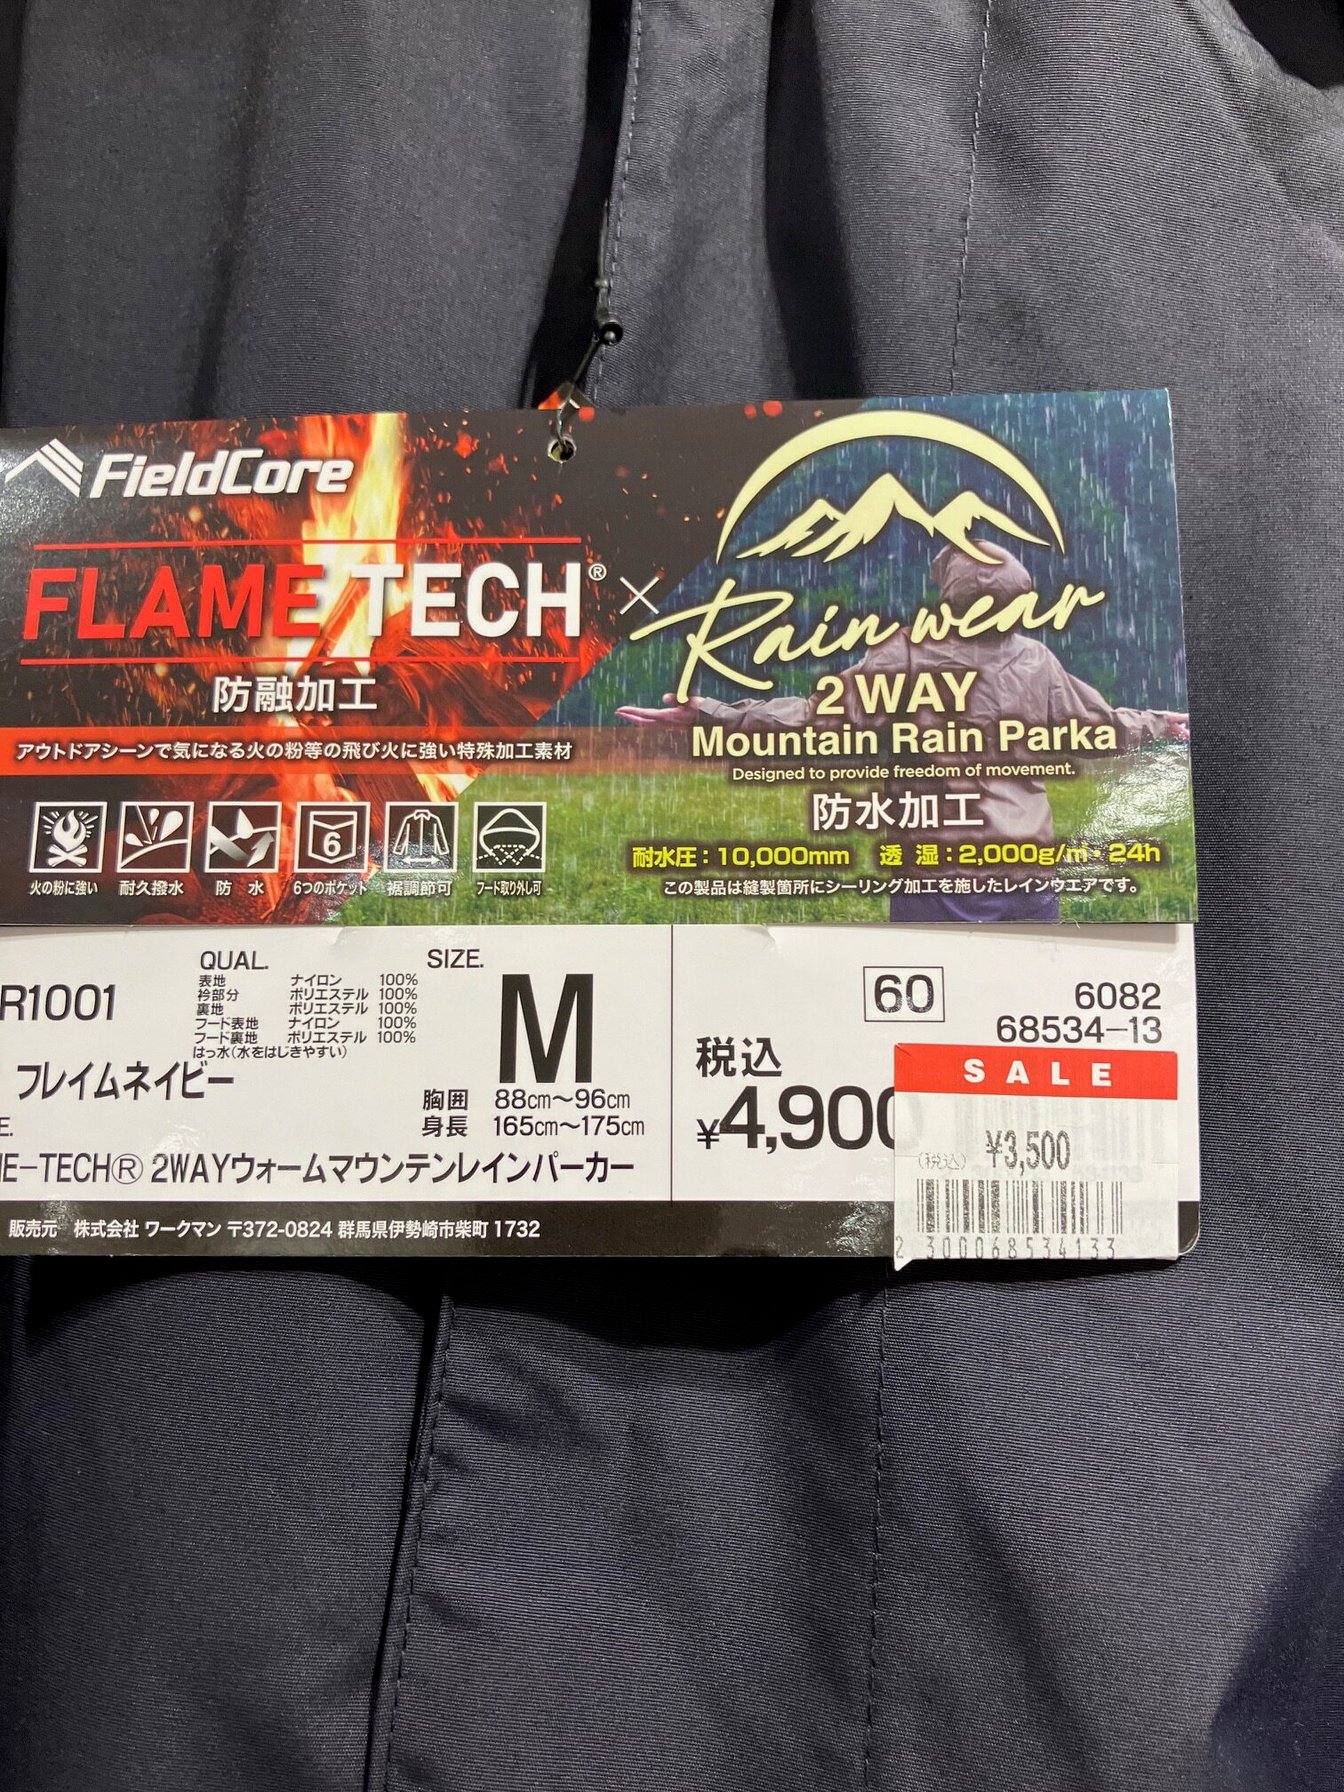 FieldCore
FLAME TECH® ×
防融加工
アウトドアシーンで気になる火の粉等の飛び火に強い特殊加工素材
火の粉に強い 耐久撥水 防 水 6 6つのポケット 裾調節可 フード取り外し可
Rain wear
2 WAY
Mountain Rain Parka
Designed to provide freedom of movement.
防水加工
耐水圧:10,000mm 透 湿:2,000g/㎡・24h
この製品は縫製箇所にシーリング加工を施したレインウエアです。
R1001
QUAL.
表地 ナイロン 100%
衿部分 ポリエステル 100%
裏地 ポリエステル 100%
フード表地 ナイロン 100%
フード裏地 ポリエステル 100%
はっ水(水をはじきやすい)
フレイムネイビー
SIZE.
M
胸囲 88cm〜96cm
身長 165cm〜175cm
E.
E-TECH® 2WAYウォームマウンテンレインパーカー
60
6082
68534-13
税込
¥4,900
SALE
(税込) ¥3,500
2 300068534133
販売元 株式会社 ワークマン 〒372-0824 群馬県伊勢崎市柴町 1732